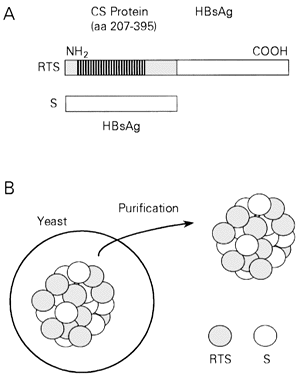 A
CS Protein
(aa 207-395)
HBsAg
NH2
COOH
RTS
S
HBsAg
B
Yeast
Purification
RTS
S